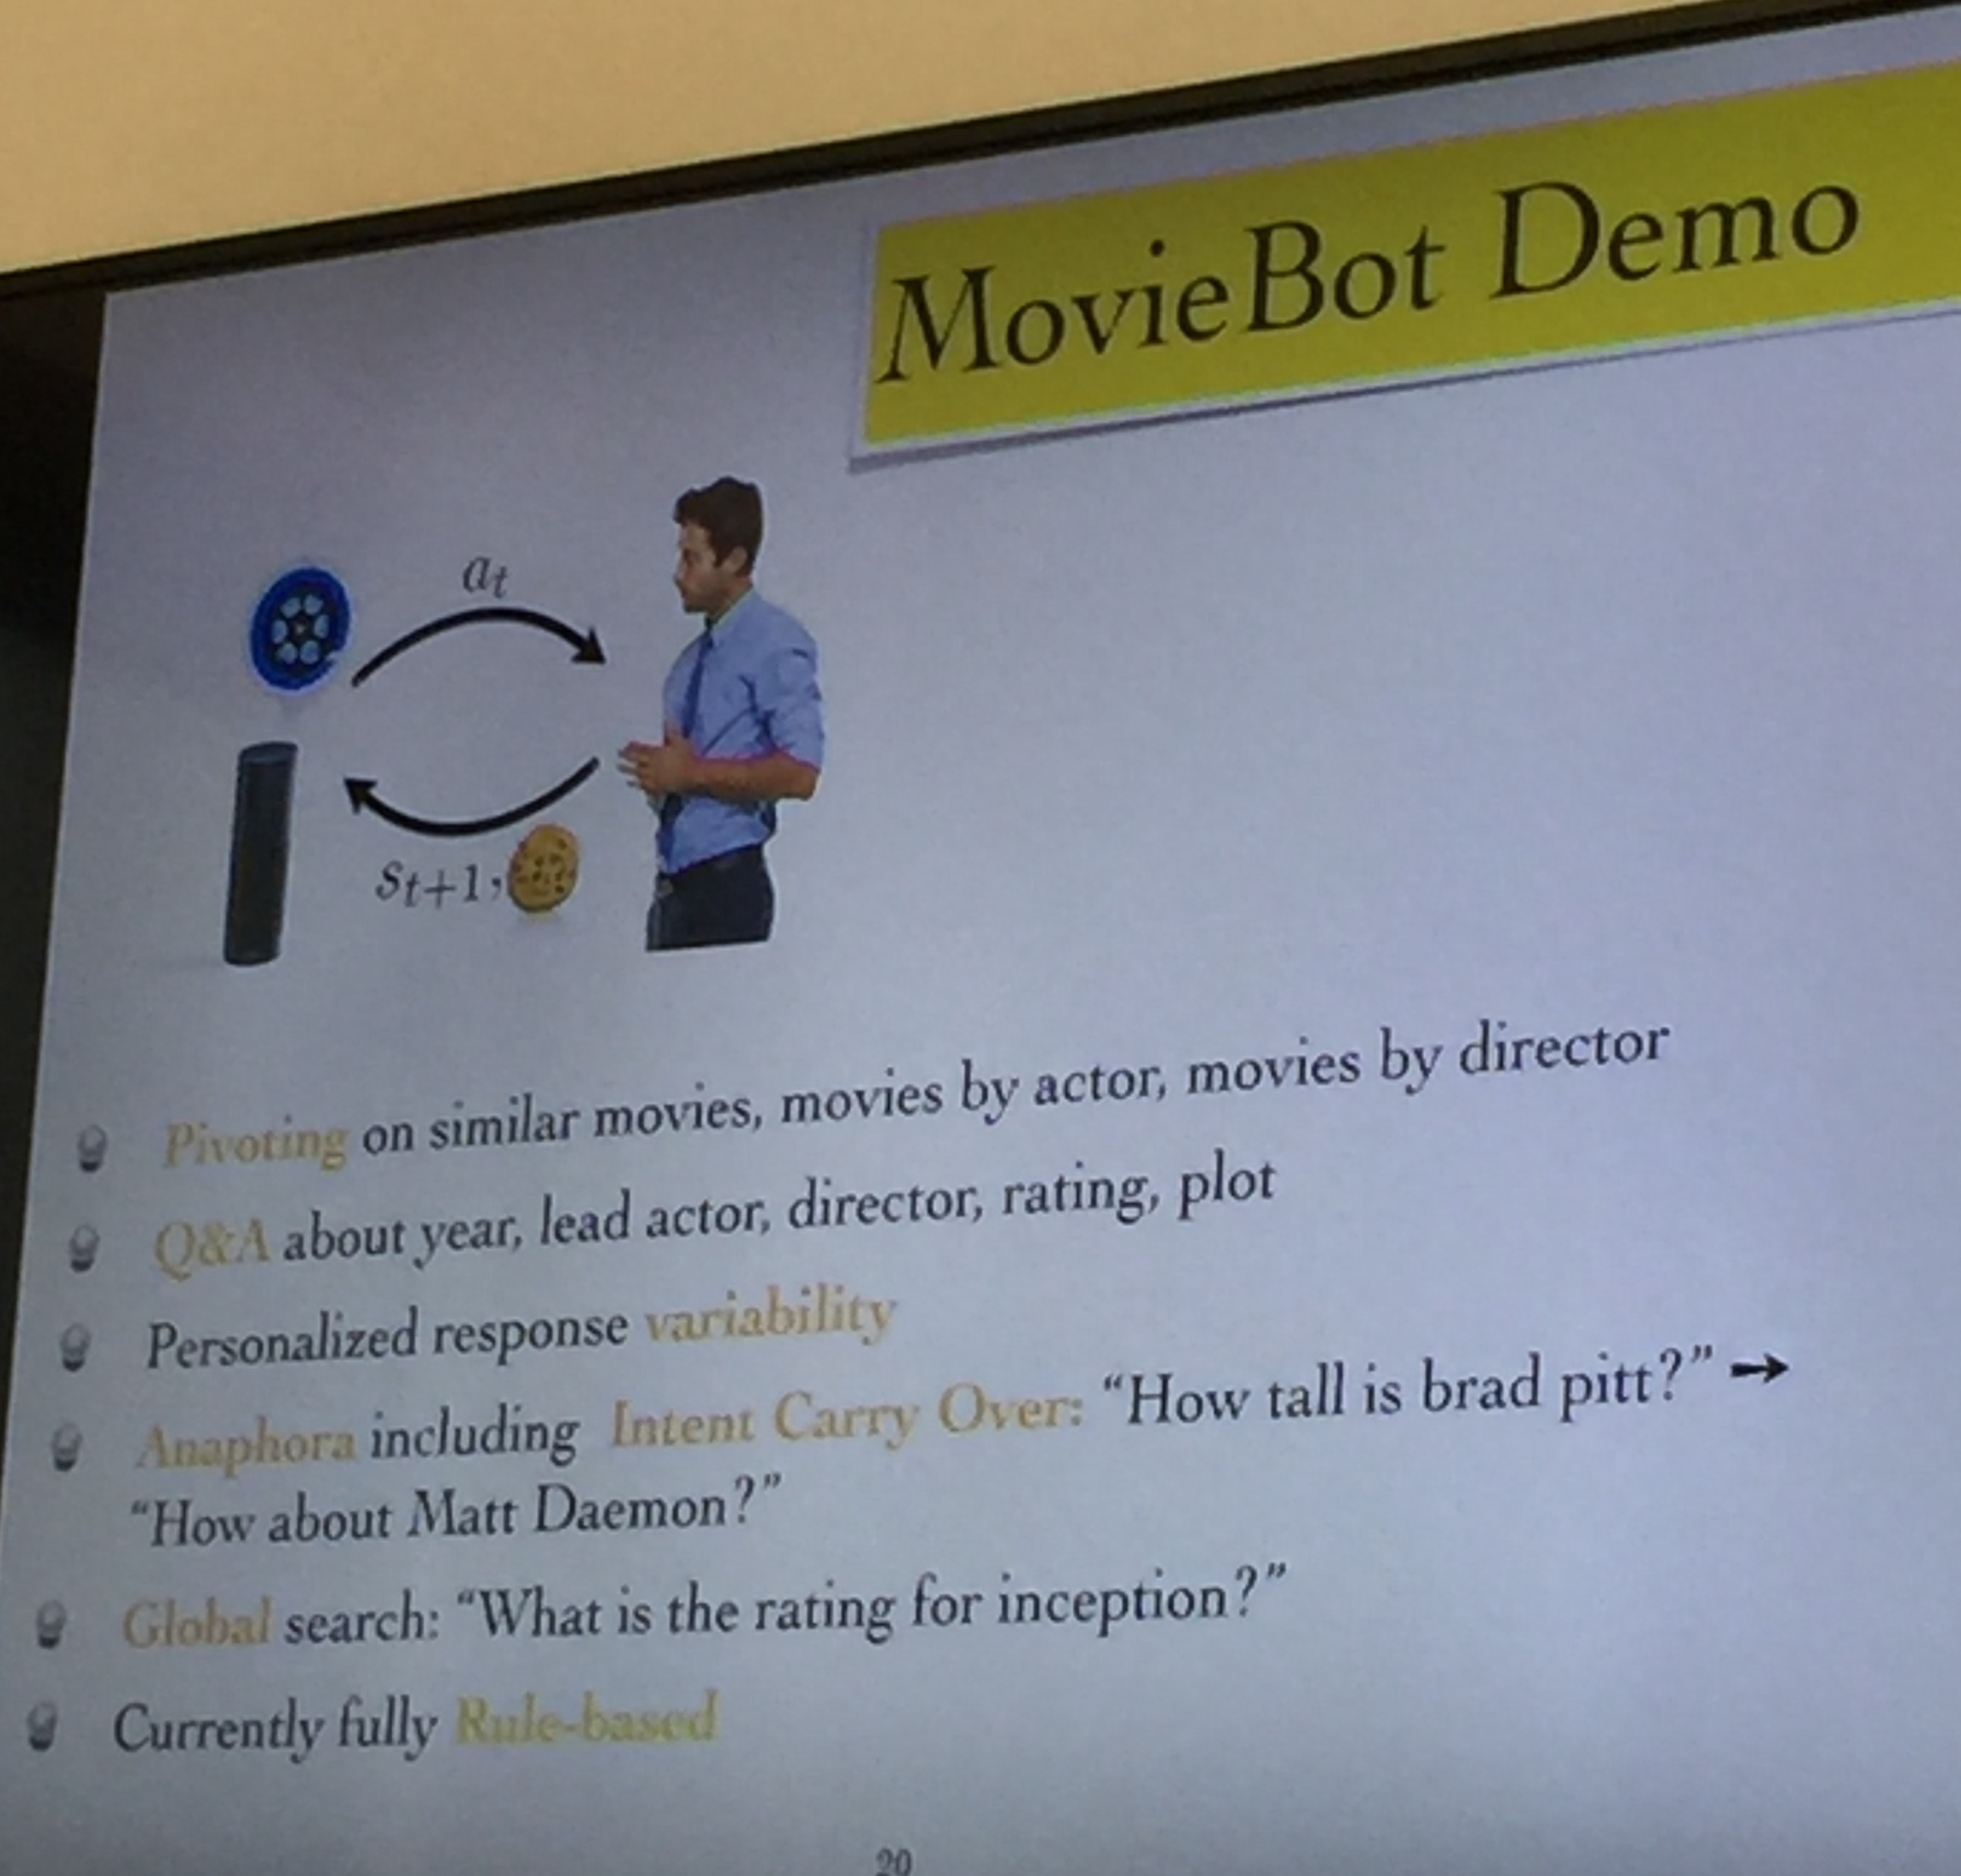 MovieBot Demo
at
st+1,
Pivoting on similar movies, movies by actor, movies by director
Q&A about year, lead actor, director, rating, plot
Personalized response variability
Anaphora including Intent Carry Over: “How tall is brad pitt?” →
“How about Matt Daemon?”
Global search: “What is the rating for inception?”
Currently fully Rule-based
20